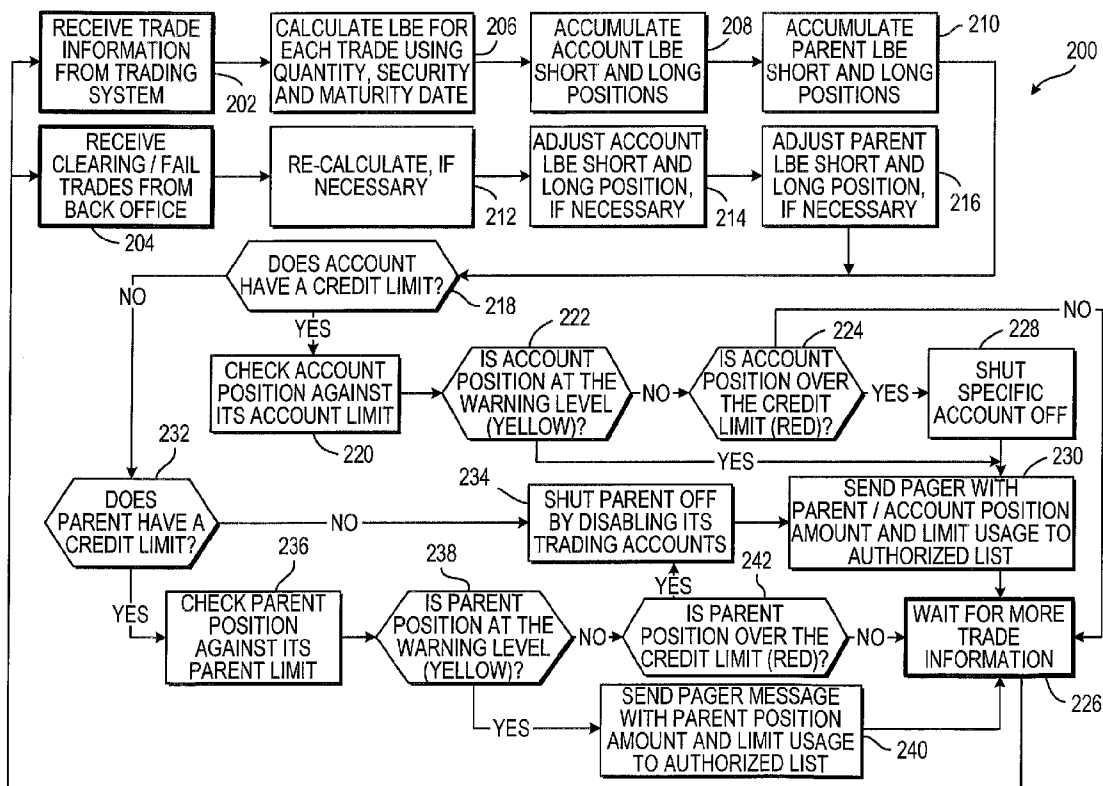 RECEIVE TRADE
INFORMATION
FROM TRADING
SYSTEM
202
CALCULATE LBE FOR
EACH TRADE USING
QUANTITY, SECURITY
AND MATURITY DATE
206
ACCUMULATE
ACCOUNT LBE
SHORT AND LONG
POSITIONS
208
ACCUMULATE
PARENT LBE
SHORT AND LONG
POSITIONS
210
200
RECEIVE
CLEARING / FAIL
TRADES FROM
BACK OFFICE
204
RE-CALCULATE, IF
NECESSARY
212
ADJUST ACCOUNT
LBE SHORT AND
LONG POSITION,
IF NECESSARY
214
ADJUST PARENT
LBE SHORT AND
LONG POSITION,
IF NECESSARY
216
DOES ACCOUNT
HAVE A CREDIT LIMIT?
218
NO
YES
CHECK ACCOUNT
POSITION AGAINST
ITS ACCOUNT LIMIT
220
222
IS ACCOUNT
POSITION AT THE
WARNING LEVEL
(YELLOW)?
NO
YES
224
IS ACCOUNT
POSITION OVER
THE CREDIT
LIMIT (RED)?
NO
YES
228
SHUT
SPECIFIC
ACCOUNT OFF
230
SEND PAGER WITH
PARENT / ACCOUNT POSITION
AMOUNT AND LIMIT USAGE TO
AUTHORIZED LIST
232
DOES
PARENT HAVE A
CREDIT LIMIT?
NO
YES
234
SHUT PARENT OFF
BY DISABLING ITS
TRADING ACCOUNTS
236
CHECK PARENT
POSITION
AGAINST ITS
PARENT LIMIT
238
IS PARENT
POSITION AT THE
WARNING LEVEL
(YELLOW)?
NO
YES
242
YES
IS PARENT
POSITION OVER THE
CREDIT LIMIT (RED)?
NO
WAIT FOR MORE
TRADE
INFORMATION
226
SEND PAGER MESSAGE
WITH PARENT POSITION
AMOUNT AND LIMIT USAGE
TO AUTHORIZED LIST
240